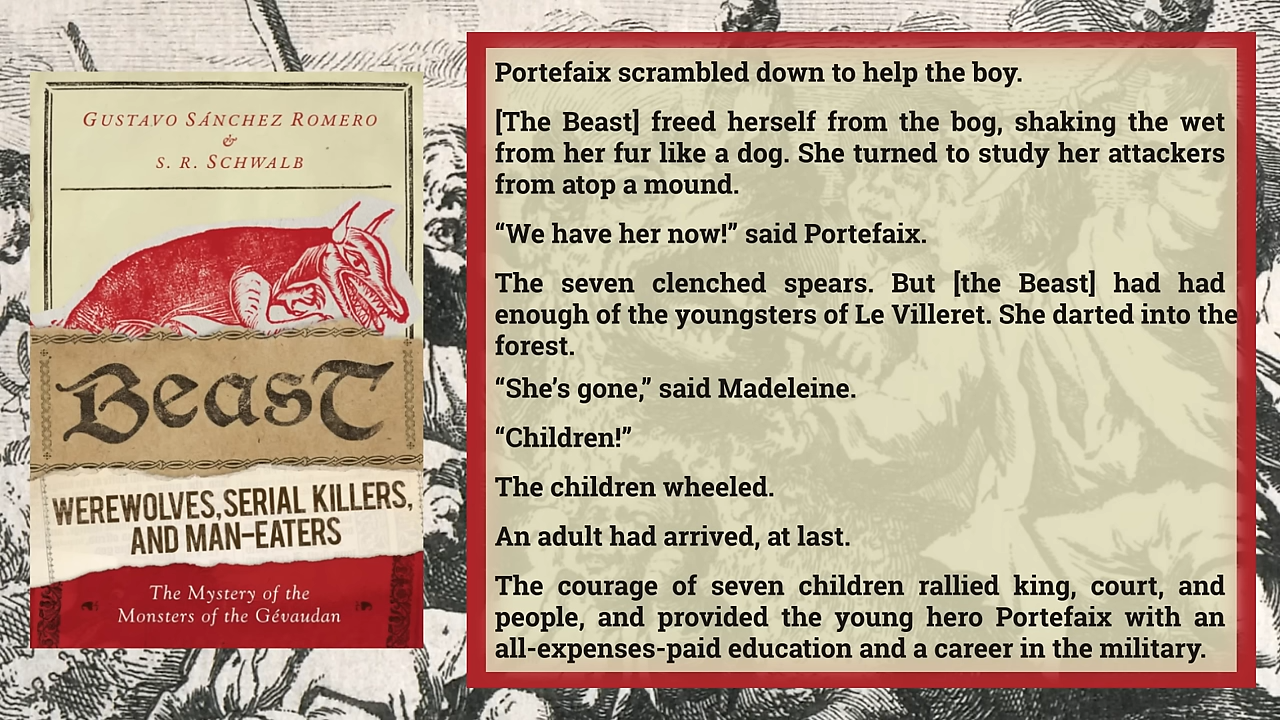 GUSTAVO SÁNCHEZ ROMERO
&
S. R. SCHWALB
Beast
WEREWOLVES, SERIAL KILLERS,
AND MAN-EATERS
The Mystery of the
Monsters of the Gévaudan
Portefaix scrambled down to help the boy.
[The Beast] freed herself from the bog, shaking the wet
from her fur like a dog. She turned to study her attackers
from atop a mound.
“We have her now!” said Portefaix.
The seven clenched spears. But [the Beast] had had
enough of the youngsters of Le Villeret. She darted into the
forest.
“She’s gone,” said Madeleine.
“Children!”
The children wheeled.
An adult had arrived, at last.
The courage of seven children rallied king, court, and
people, and provided the young hero Portefaix with an
all-expenses-paid education and a career in the military.